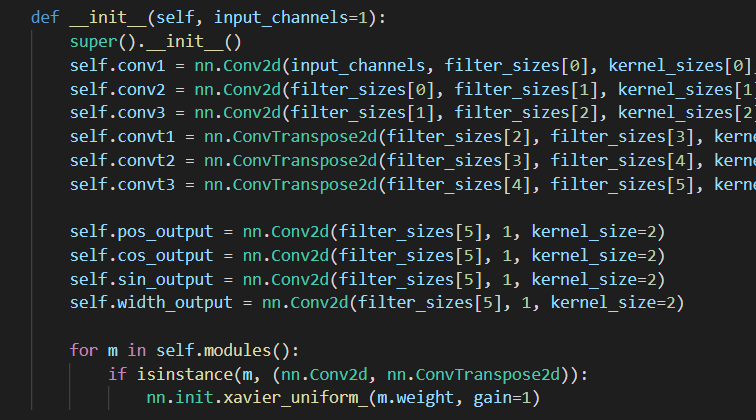 def __init__(self, input_channels=1):
super().__init__()
self.conv1 = nn.Conv2d(input_channels, filter_sizes[0], kernel_sizes[0],
self.conv2 = nn.Conv2d(filter_sizes[0], filter_sizes[1], kernel_sizes[1]
self.conv3 = nn.Conv2d(filter_sizes[1], filter_sizes[2], kernel_sizes[2]
self.convt1 = nn.ConvTranspose2d(filter_sizes[2], filter_sizes[3], kerne
self.convt2 = nn.ConvTranspose2d(filter_sizes[3], filter_sizes[4], kerne
self.convt3 = nn.ConvTranspose2d(filter_sizes[4], filter_sizes[5], kerne
self.pos_output = nn.Conv2d(filter_sizes[5], 1, kernel_size=2)
self.cos_output = nn.Conv2d(filter_sizes[5], 1, kernel_size=2)
self.sin_output = nn.Conv2d(filter_sizes[5], 1, kernel_size=2)
self.width_output = nn.Conv2d(filter_sizes[5], 1, kernel_size=2)
for m in self.modules():
if isinstance(m, (nn.Conv2d, nn.ConvTranspose2d)):
nn.init.xavier_uniform_(m.weight, gain=1)